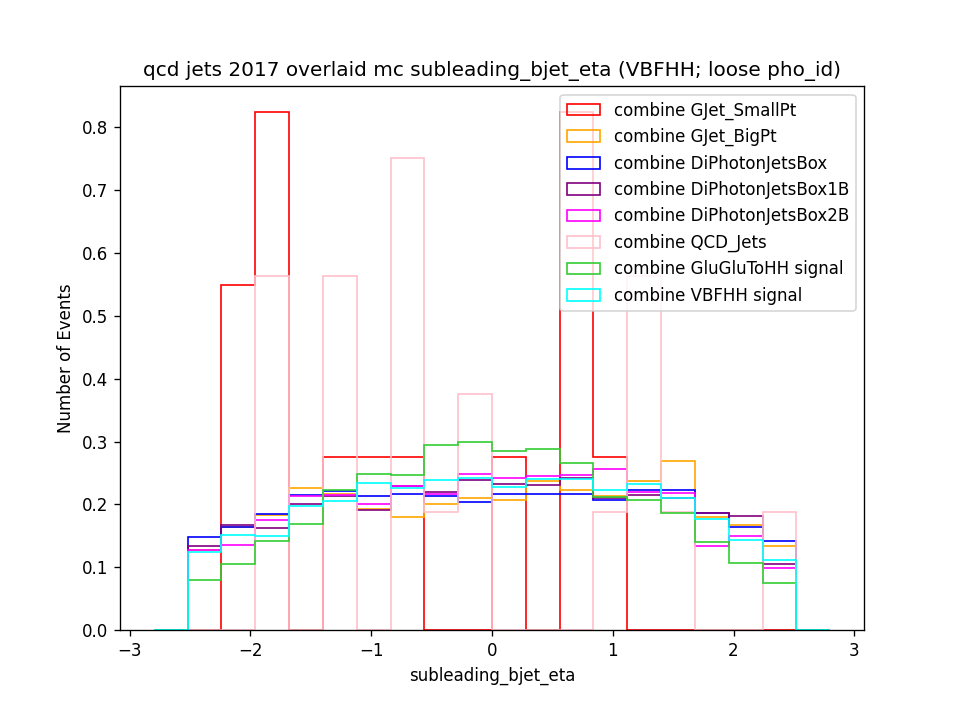 qcd jets 2017 overlaid mc subleading_bjet_eta (VBFHH; loose pho_id)
combine GJet_SmallPt
combine GJet_BigPt
combine DiPhotonJetsBox
combine DiPhotonJetsBox1B
combine DiPhotonJetsBox2B
combine QCD_Jets
combine GluGluToHH signal
combine VBFHH signal
Number of Events
0.8
0.7
0.6
0.5
0.4
0.3
0.2
0.1
0.0
−3 −2 −1 0 1 2 3
subleading_bjet_eta